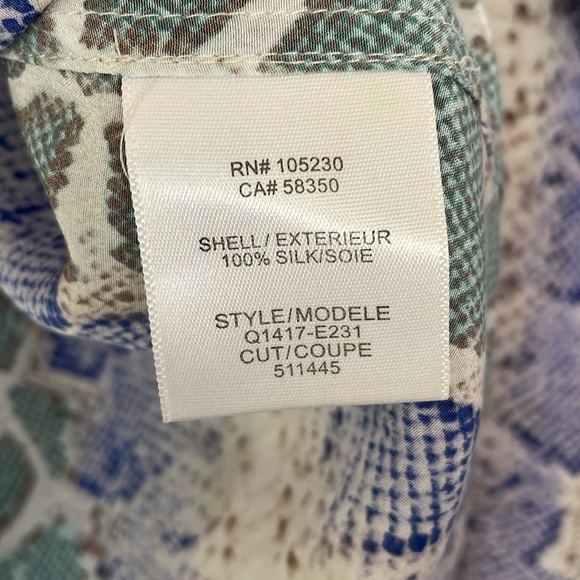 RN# 105230
CA# 58350
SHELL/EXTERIEUR
100% SILK/SOIE
STYLE/MODELE
Q1417-E231
CUT/COUPE
511445